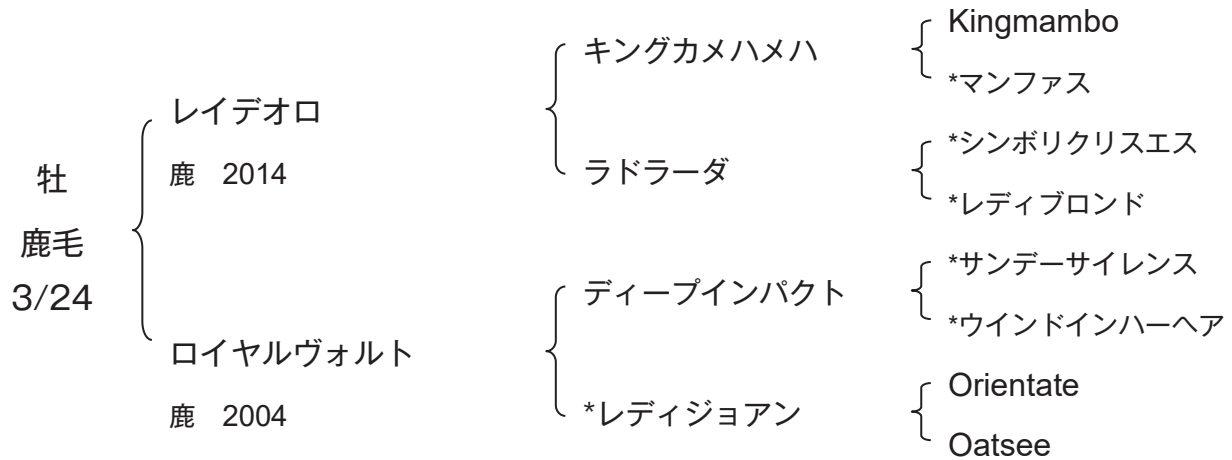 牡
鹿毛
3/24
レイデオロ
鹿　2014
ロイヤルヴォルト
鹿　2004
キングカメハメハ
ラドラーダ
ディープインパクト
*レディジョアン
Kingmambo
*マンファス
*シンボリクリスエス
*レディブロンド
*サンデーサイレンス
*ウインドインハーヘア
Orientate
Oatsee